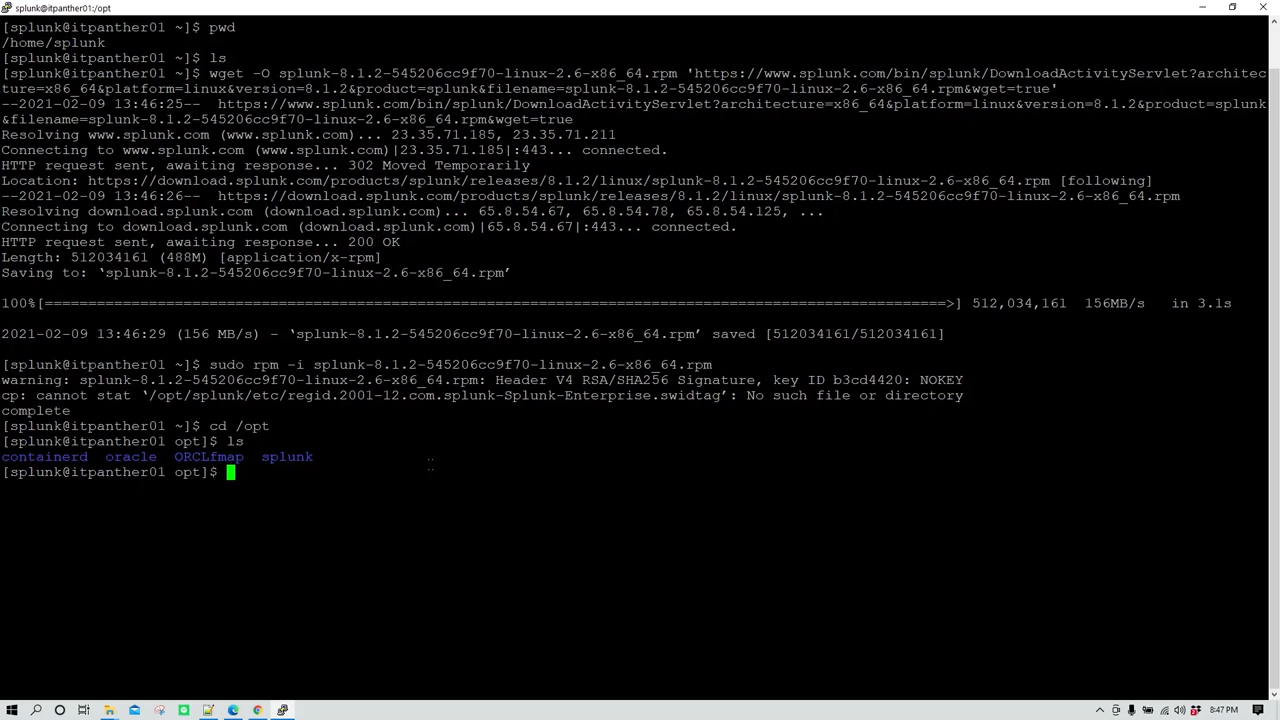 splunk@itpanther01:/opt
[splunk@itpanther01 ~]$ pwd
/home/splunk
[splunk@itpanther01 ~]$ ls
[splunk@itpanther01 ~]$ wget -O splunk-8.1.2-545206cc9f70-linux-2.6-x86_64.rpm 'https://www.splunk.com/bin/splunk/DownloadActivityServlet?architec
ture=x86_64&platform=linux&version=8.1.2&product=splunk&filename=splunk-8.1.2-545206cc9f70-linux-2.6-x86_64.rpm&wget=true'
--2021-02-09 13:46:25--  https://www.splunk.com/bin/splunk/DownloadActivityServlet?architecture=x86_64&platform=linux&version=8.1.2&product=splunk
&filename=splunk-8.1.2-545206cc9f70-linux-2.6-x86_64.rpm&wget=true
Resolving www.splunk.com (www.splunk.com)... 23.35.71.185, 23.35.71.211
Connecting to www.splunk.com (www.splunk.com)|23.35.71.185|:443... connected.
HTTP request sent, awaiting response... 302 Moved Temporarily
Location: https://download.splunk.com/products/splunk/releases/8.1.2/linux/splunk-8.1.2-545206cc9f70-linux-2.6-x86_64.rpm [following]
--2021-02-09 13:46:26--  https://download.splunk.com/products/splunk/releases/8.1.2/linux/splunk-8.1.2-545206cc9f70-linux-2.6-x86_64.rpm
Resolving download.splunk.com (download.splunk.com)... 65.8.54.67, 65.8.54.78, 65.8.54.125, ...
Connecting to download.splunk.com (download.splunk.com)|65.8.54.67|:443... connected.
HTTP request sent, awaiting response... 200 OK
Length: 512034161 (488M) [application/x-rpm]
Saving to: ‘splunk-8.1.2-545206cc9f70-linux-2.6-x86_64.rpm’
100%[=========================================================================================================>] 512,034,161  156MB/s   in 3.1s
2021-02-09 13:46:29 (156 MB/s) - ‘splunk-8.1.2-545206cc9f70-linux-2.6-x86_64.rpm’ saved [512034161/512034161]
[splunk@itpanther01 ~]$ sudo rpm -i splunk-8.1.2-545206cc9f70-linux-2.6-x86_64.rpm
warning: splunk-8.1.2-545206cc9f70-linux-2.6-x86_64.rpm: Header V4 RSA/SHA256 Signature, key ID b3cd4420: NOKEY
cp: cannot stat ‘/opt/splunk/etc/regid.2001-12.com.splunk-Splunk-Enterprise.swidtag’: No such file or directory
complete
[splunk@itpanther01 ~]$ cd /opt
[splunk@itpanther01 opt]$ ls
containerd  oracle  ORCLfmap  splunk
[splunk@itpanther01 opt]$
8:47 PM